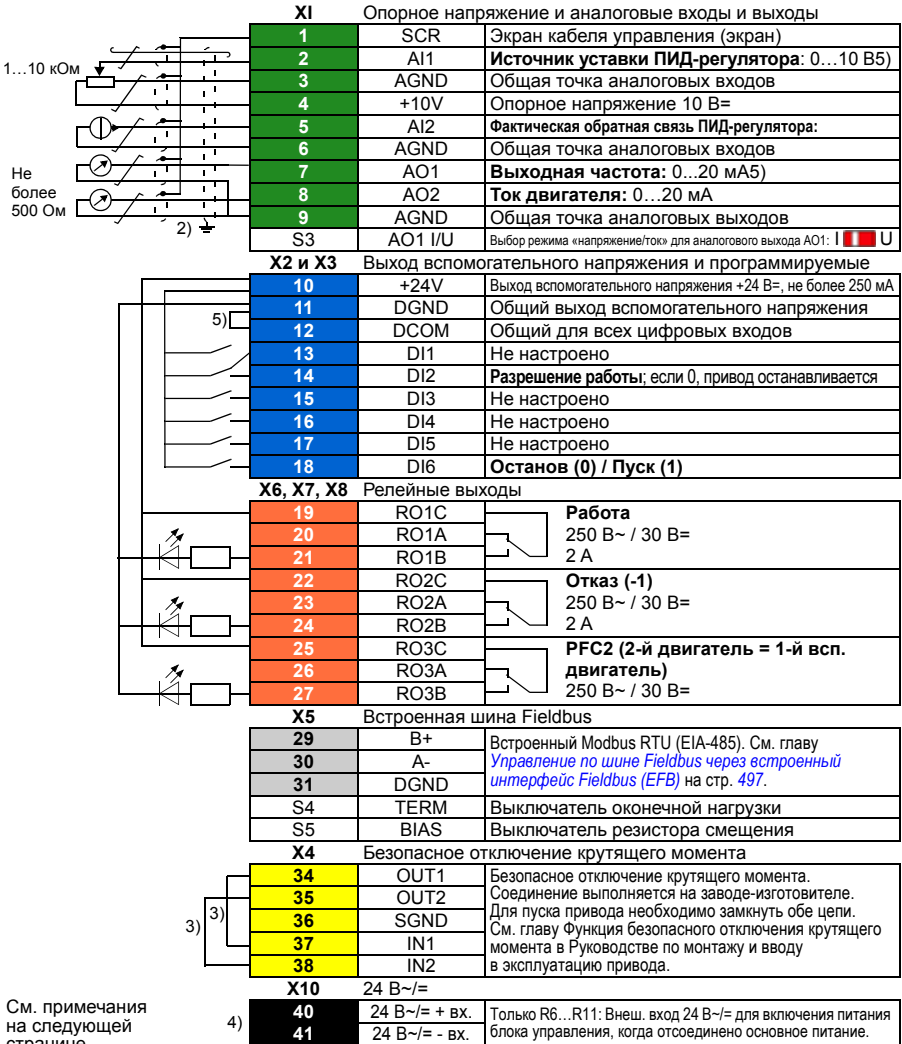 XI Опорное напряжение и аналоговые входы и выходы
1 SCR Экран кабеля управления (экран)
1…10 кОм
2 AI1 Источник уставки ПИД-регулятора: 0…10 В5)
3 AGND Общая точка аналоговых входов
4 +10V Опорное напряжение 10 В=
5 AI2 Фактическая обратная связь ПИД-регулятора:
6 AGND Общая точка аналоговых входов
7 AO1 Выходная частота: 0...20 мА5)
Не
более
500 Ом
8 AO2 Ток двигателя: 0…20 мА
9 AGND Общая точка аналоговых выходов
2)
S3 AO1 I/U Выбор режима «напряжение/ток» для аналогового выхода AO1: I U
X2 и X3 Выход вспомогательного напряжения и программируемые
10 +24V Выход вспомогательного напряжения +24 В=, не более 250 мА
11 DGND Общий выход вспомогательного напряжения
5)
12 DCOM Общий для всех цифровых входов
13 DI1 Не настроено
14 DI2 Разрешение работы; если 0, привод останавливается
15 DI3 Не настроено
16 DI4 Не настроено
17 DI5 Не настроено
18 DI6 Останов (0) / Пуск (1)
X6, X7, X8 Релейные выходы
19 RO1C Работа
20 RO1A 250 В~ / 30 В=
21 RO1B 2 A
22 RO2C Отказ (-1)
23 RO2A 250 В~ / 30 В=
24 RO2B 2 A
25 RO3C PFC2 (2-й двигатель = 1-й всп.
26 RO3A двигатель)
27 RO3B 250 В~ / 30 В=
X5 Встроенная шина Fieldbus
29 B+ Встроенный Modbus RTU (EIA-485). См. главу
30 A- Управление по шине Fieldbus через встроенный
31 DGND интерфейс Fieldbus (EFB) на стр. 497.
S4 TERM Выключатель оконечной нагрузки
S5 BIAS Выключатель резистора смещения
X4 Безопасное отключение крутящего момента
34 OUT1 Безопасное отключение крутящего момента.
35 OUT2 Соединение выполняется на заводе-изготовителе.
3) 3)
36 SGND Для пуска привода необходимо замкнуть обе цепи.
37 IN1 См. главу Функция безопасного отключения крутящего
момента в Руководстве по монтажу и вводу
38 IN2 в эксплуатацию привода.
X10 24 В~/=
См. примечания
на следующей
4)
40 24 В~/= + вх. Только R6…R11: Внеш. вход 24 В~/= для включения питания
41 24 В~/= - вх. блока управления, когда отсоединено основное питание.